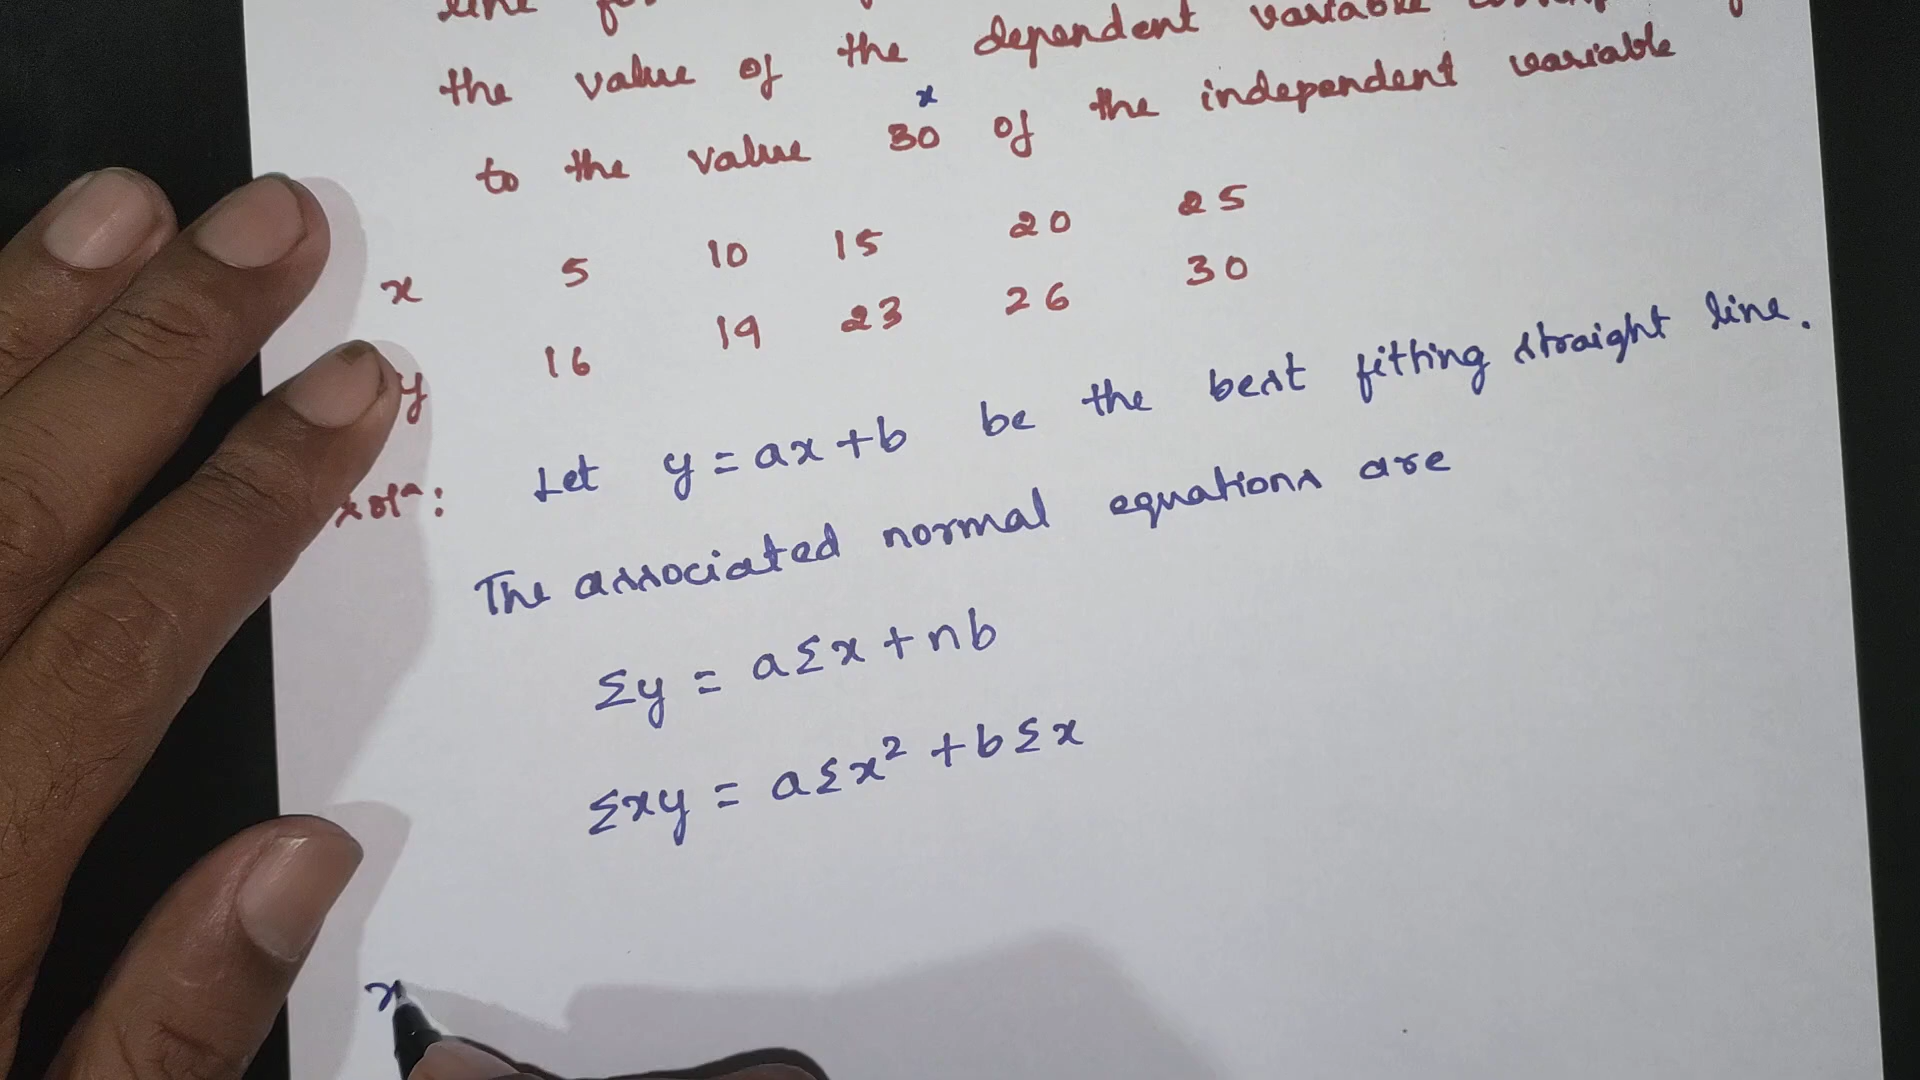 line
the value of the dependent variable
to the value 30 of the independent variable
x
x 5 10 15 20 25
y 16 19 23 26 30
soln: Let y = ax + b be the best fitting straight line.
The associated normal equations are
Σy = aΣx + nb
Σxy = aΣx² + bΣx
x